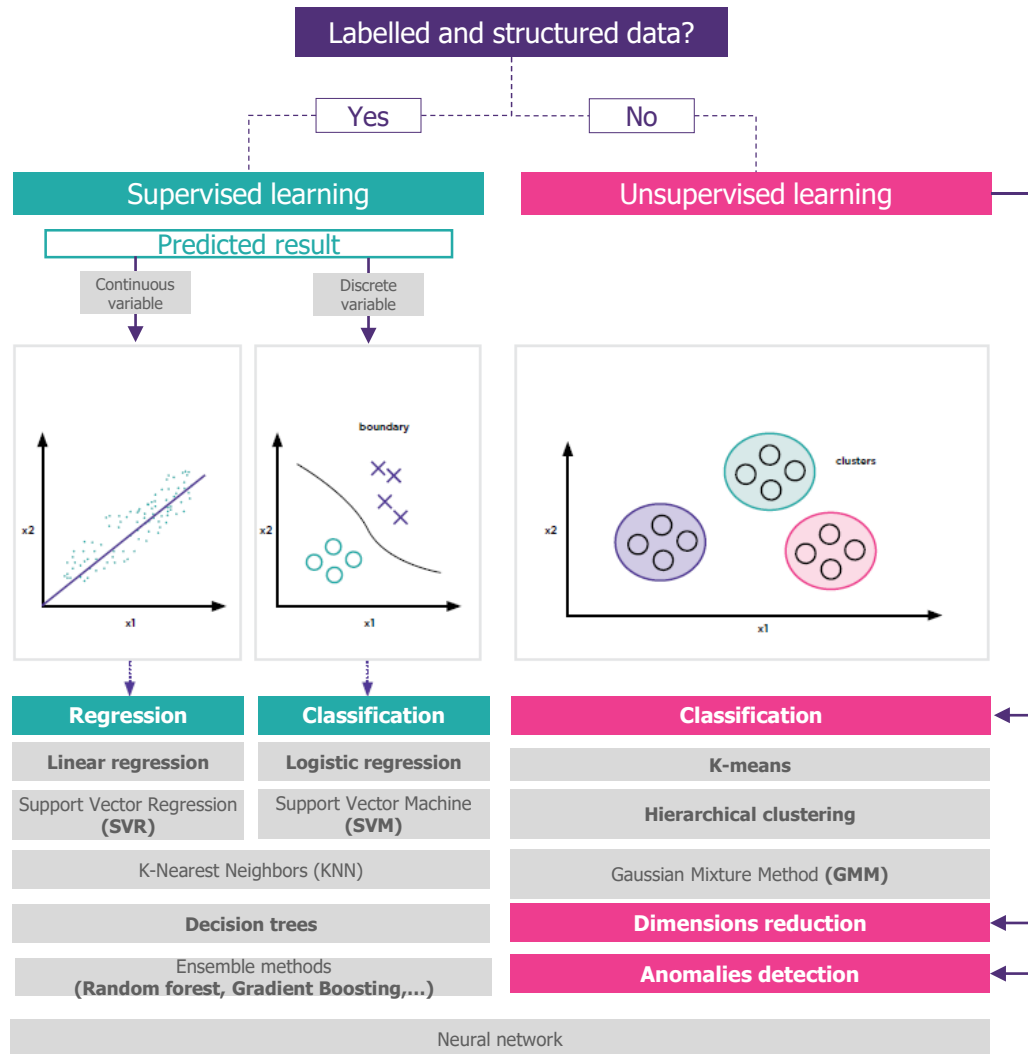 Labelled and structured data?
Yes
No
Supervised learning
Unsupervised learning
Predicted result
Continuous
variable
Discrete
variable
x2
x1
boundary
x2
x1
clusters
x2
x1
Regression
Classification
Classification
Linear regression
Logistic regression
K-means
Support Vector Regression
(SVR)
Support Vector Machine
(SVM)
Hierarchical clustering
K-Nearest Neighbors (KNN)
Gaussian Mixture Method (GMM)
Decision trees
Dimensions reduction
Ensemble methods
(Random forest, Gradient Boosting,...)
Anomalies detection
Neural network